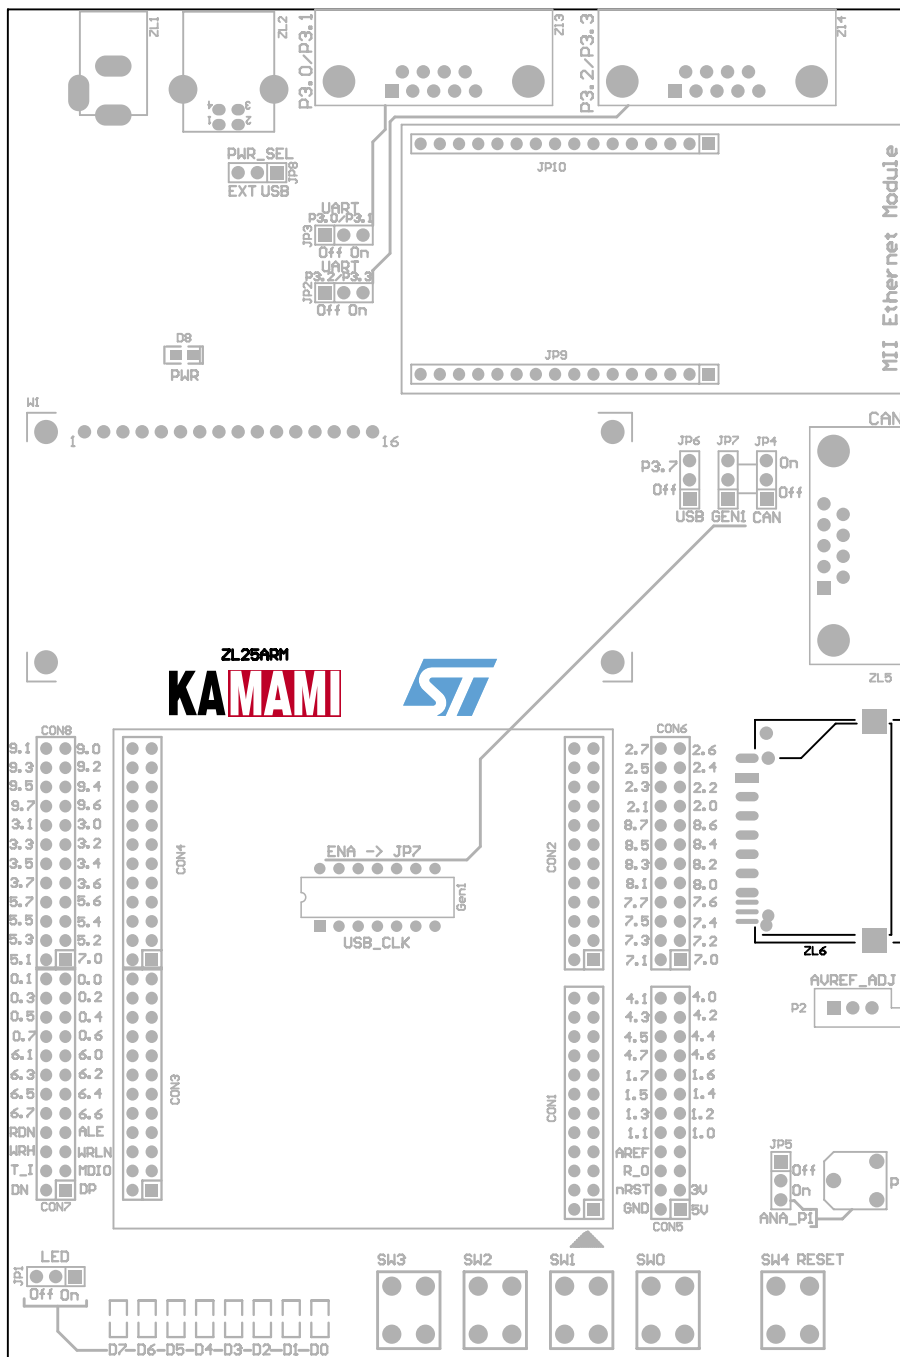 ZL1
ZL2
P3.0/P3.1
Z13
P3.2/P3.3
Z14
4 3
1 2
PWR_SEL
JP8
EXT USB
JP10
MII Ethernet Module
UART
P3.0/P3.1
JP3
Off On
UART
P3.2/P3.3
JP2
Off On
D8
PWR
JP9
W1
1
16
CAN
JP6 JP7 JP4
P3.7
On
Off
Off
USB GEN1 CAN
ZL25ARM
KAMAMI
ST
ZL5
CON8
CON6
9.1 9.0
9.3 9.2
9.5 9.4
9.7 9.6
3.1 3.0
3.3 3.2
3.5 3.4
3.7 3.6
5.7 5.6
5.5 5.4
5.3 5.2
5.1 7.0
CON4
ENA -> JP7
Gen1
USB_CLK
CON2
2.7 2.6
2.5 2.4
2.3 2.2
2.1 2.0
8.7 8.6
8.5 8.4
8.3 8.2
8.1 8.0
7.7 7.6
7.5 7.4
7.3 7.2
7.1 7.0
ZL6
0.1 0.0
0.3 0.2
0.5 0.4
0.7 0.6
6.1 6.0
6.3 6.2
6.5 6.4
6.7 6.6
RDN ALE
WRH WRLN
T_I MDIO
DN DP
CON7
CON3
CON1
4.1 4.0
4.3 4.2
4.5 4.4
4.7 4.6
1.7 1.6
1.5 1.4
1.3 1.2
1.1 1.0
AREF
R_O
nRST 3V
GND 5V
CON5
AVREF_ADJ
P2
JP5
Off
On
P
ANA_P1
LED
JP1
Off On
D7 D6 D5 D4 D3 D2 D1 D0
SW3 SW2 SW1 SW0 SW4 RESET